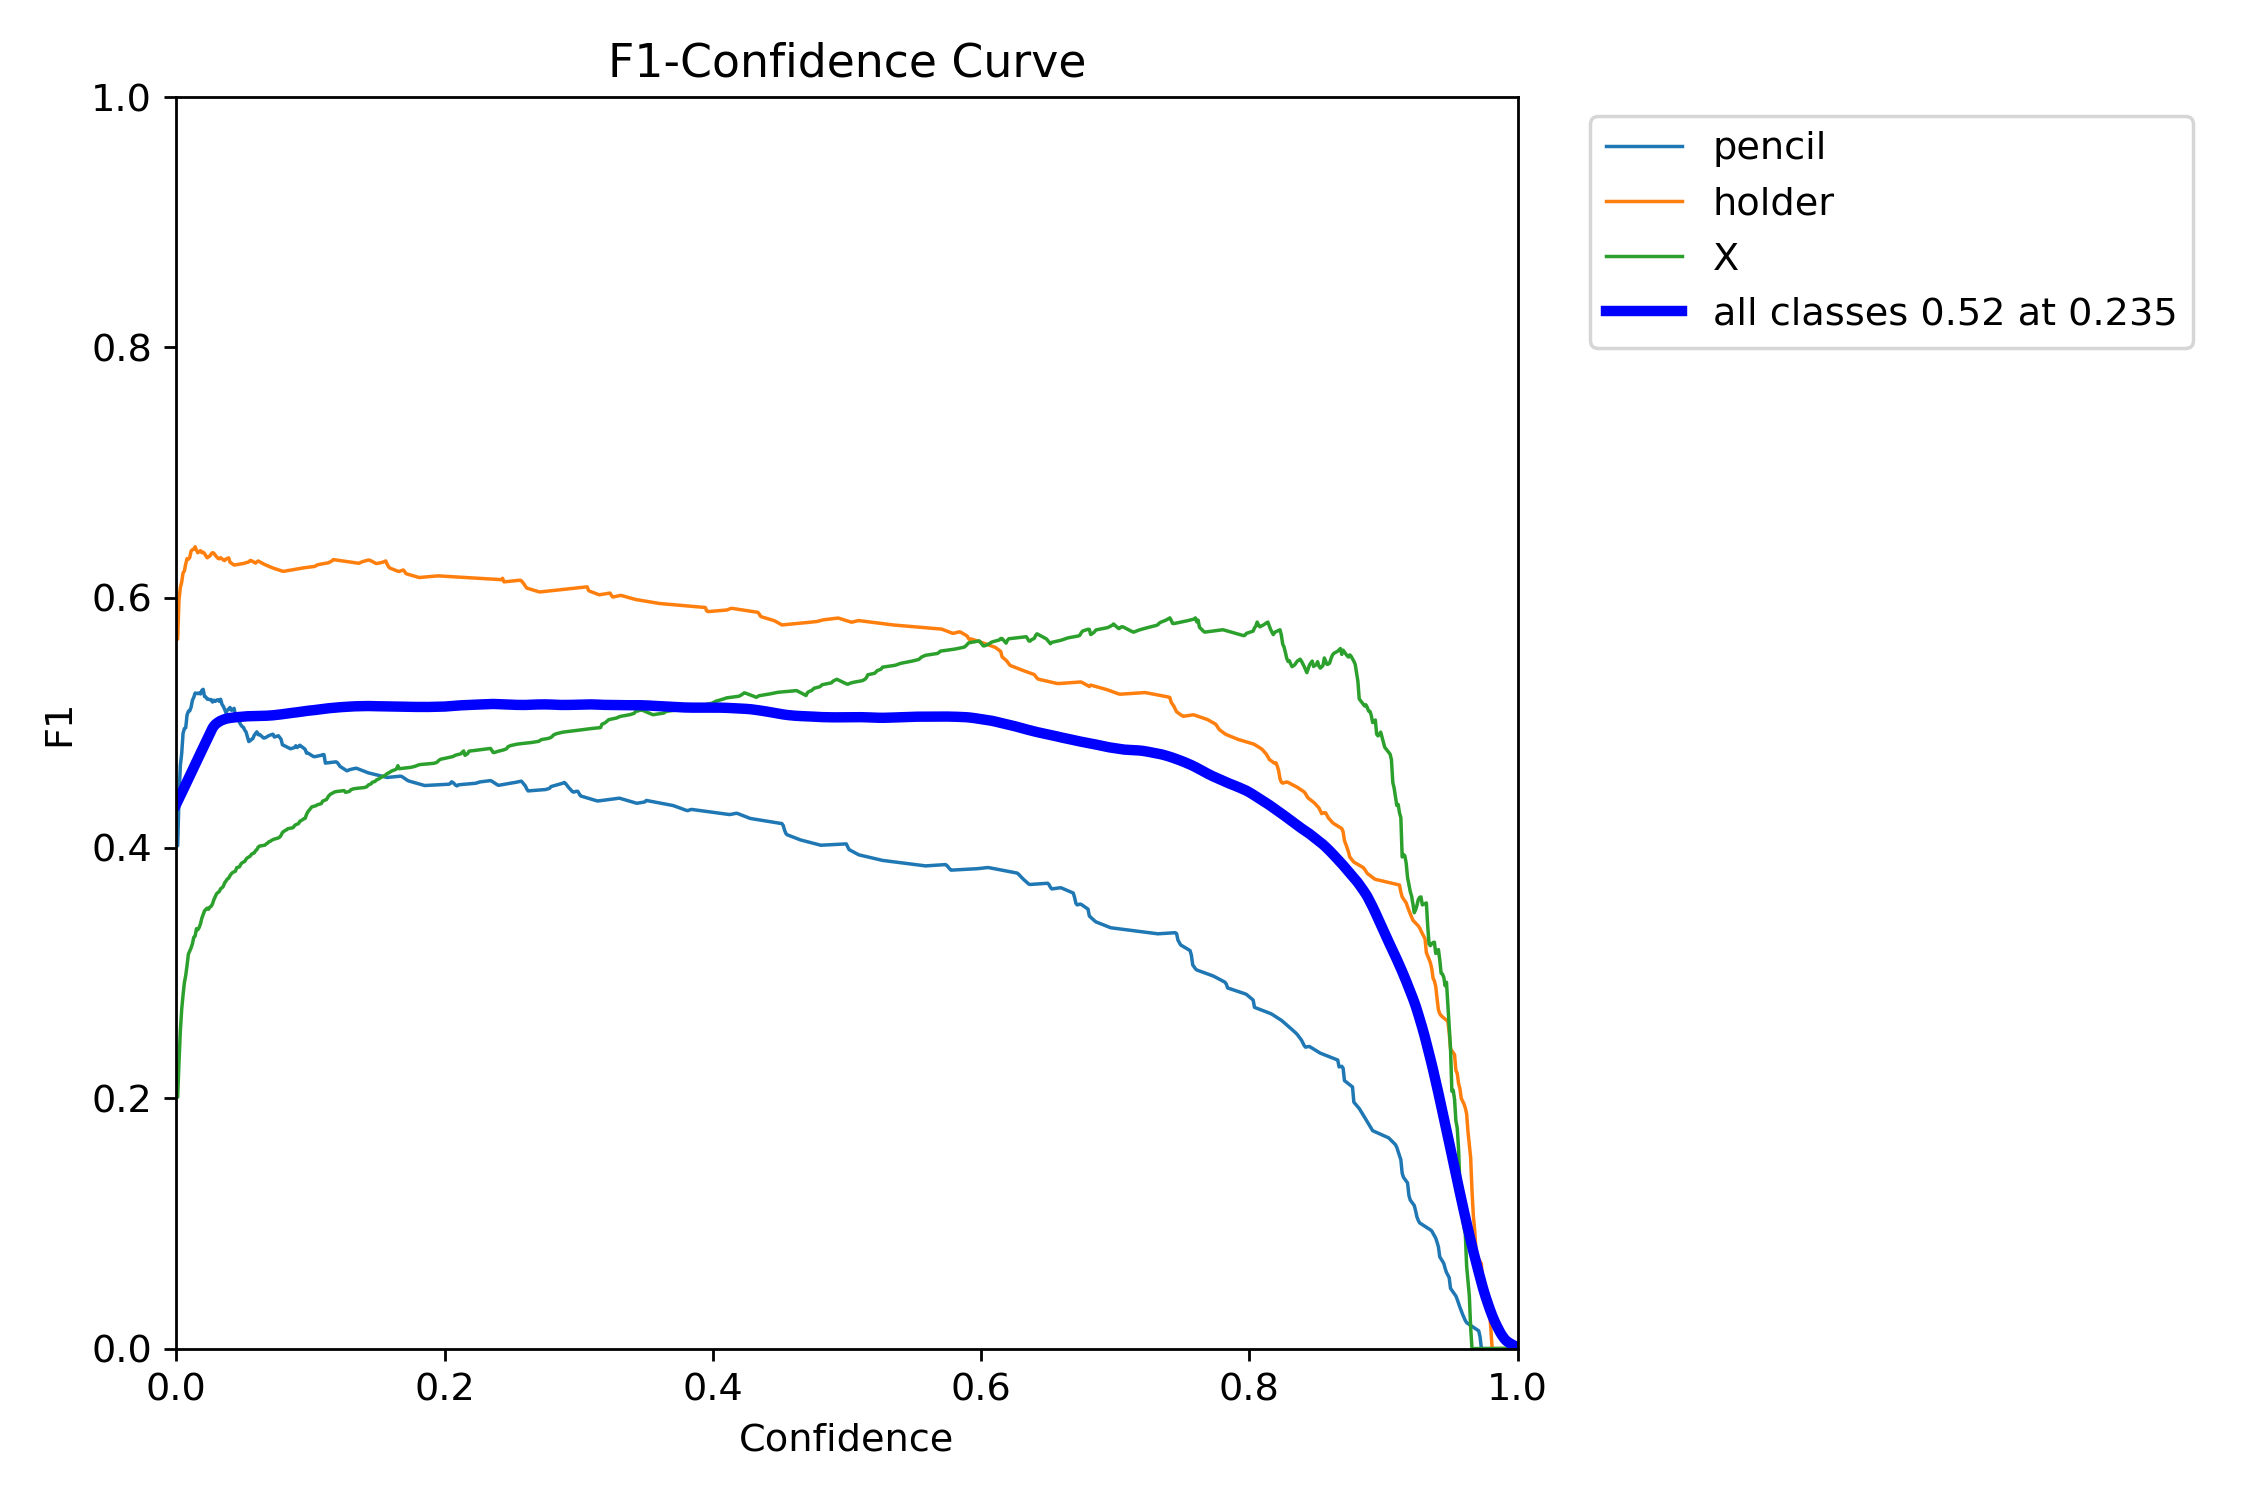 F1-Confidence Curve
1.0
0.8
0.6
0.4
0.2
0.0
F1
0.0 0.2 0.4 0.6 0.8 1.0
Confidence
pencil
holder
X
all classes 0.52 at 0.235